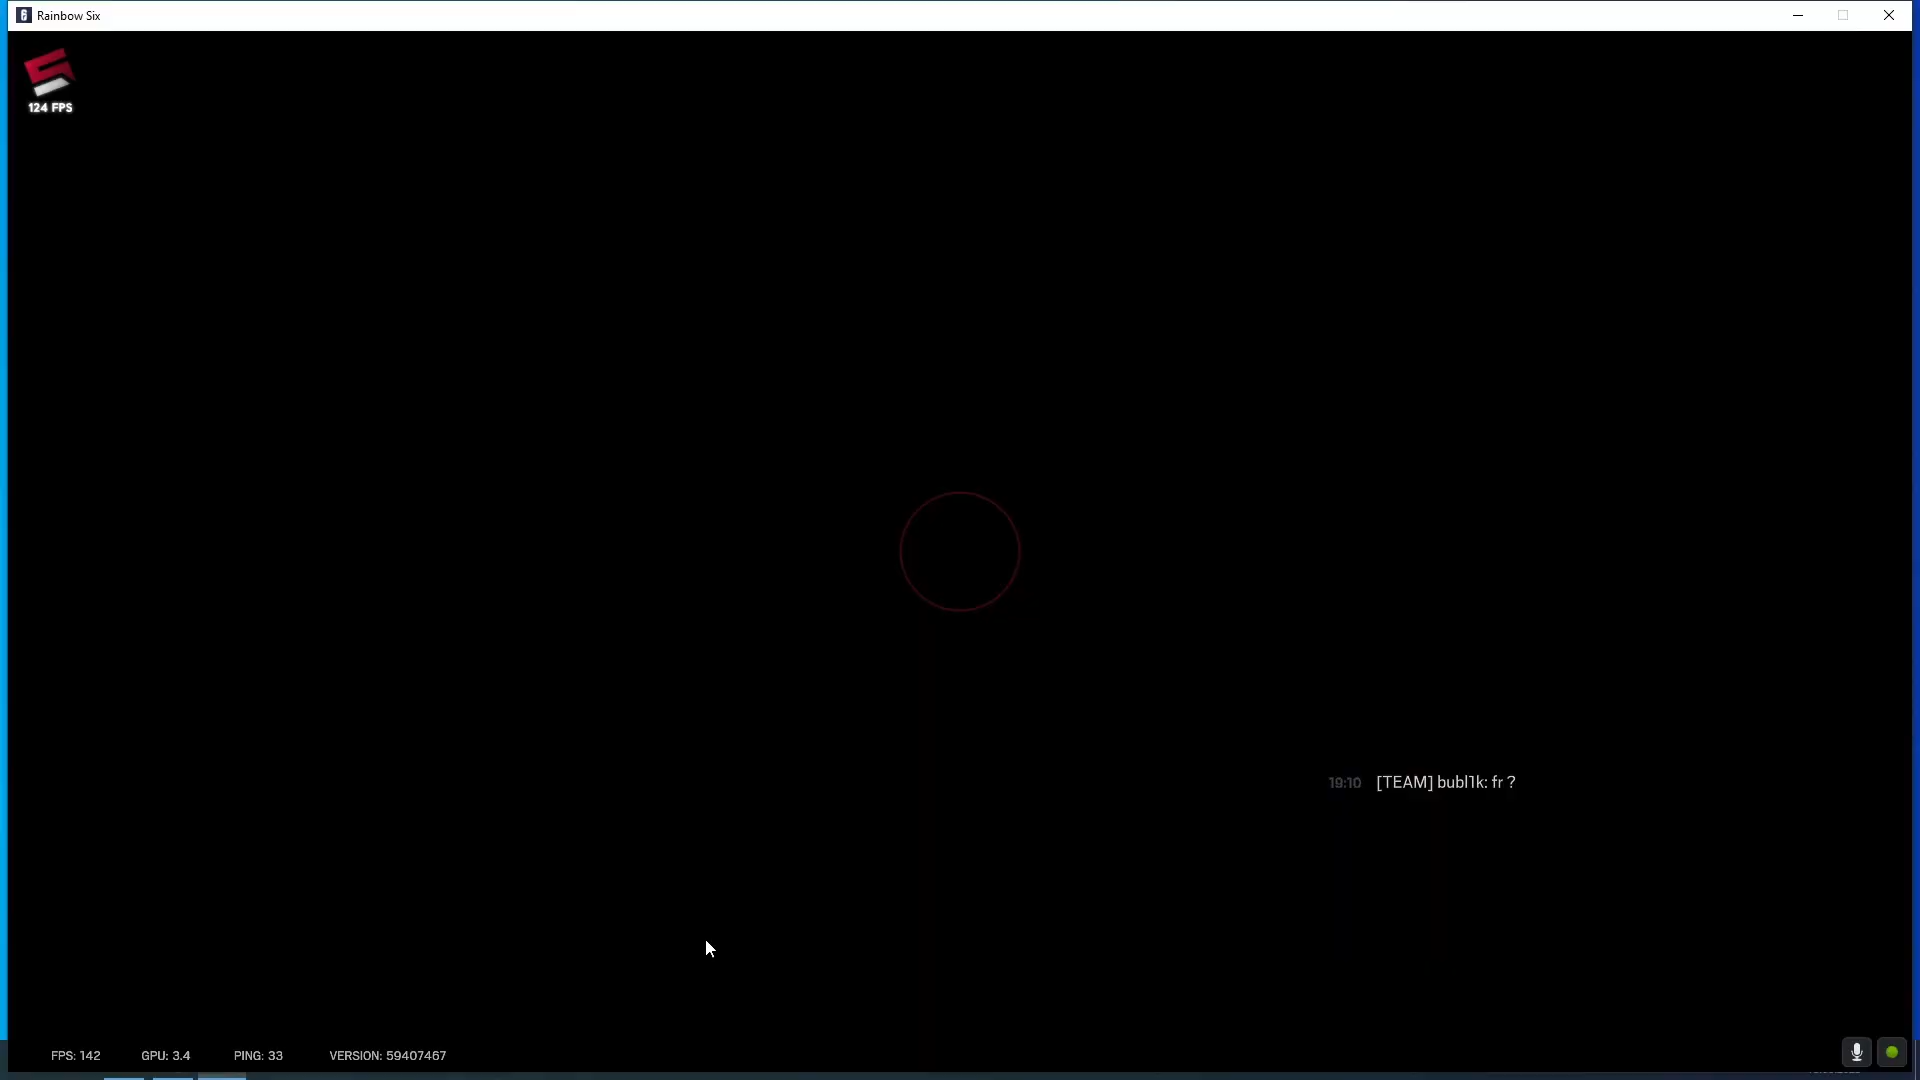 Rainbow Six
124 FPS
19:10 [TEAM] bubl1k: fr ?
FPS: 142 GPU: 3.4 PING: 33 VERSION: 59407467